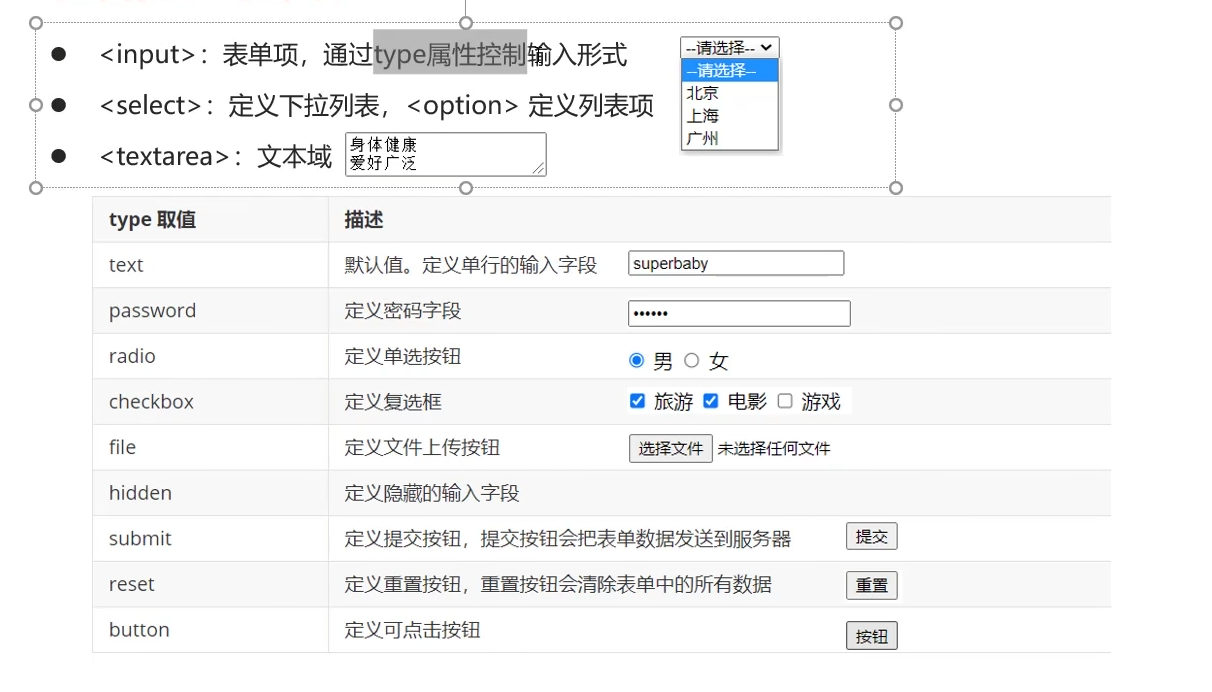 ● <input>：表单项，通过type属性控制输入形式
--请选择--
--请选择--
北京
上海
广州
● <select>：定义下拉列表，<option> 定义列表项
● <textarea>：文本域
身体健康
爱好广泛
type 取值 描述
text 默认值。定义单行的输入字段 superbaby
password 定义密码字段 ••••••
radio 定义单选按钮 男 女
checkbox 定义复选框 旅游 电影 游戏
file 定义文件上传按钮 选择文件 未选择任何文件
hidden 定义隐藏的输入字段
submit 定义提交按钮，提交按钮会把表单数据发送到服务器 提交
reset 定义重置按钮，重置按钮会清除表单中的所有数据 重置
button 定义可点击按钮 按钮